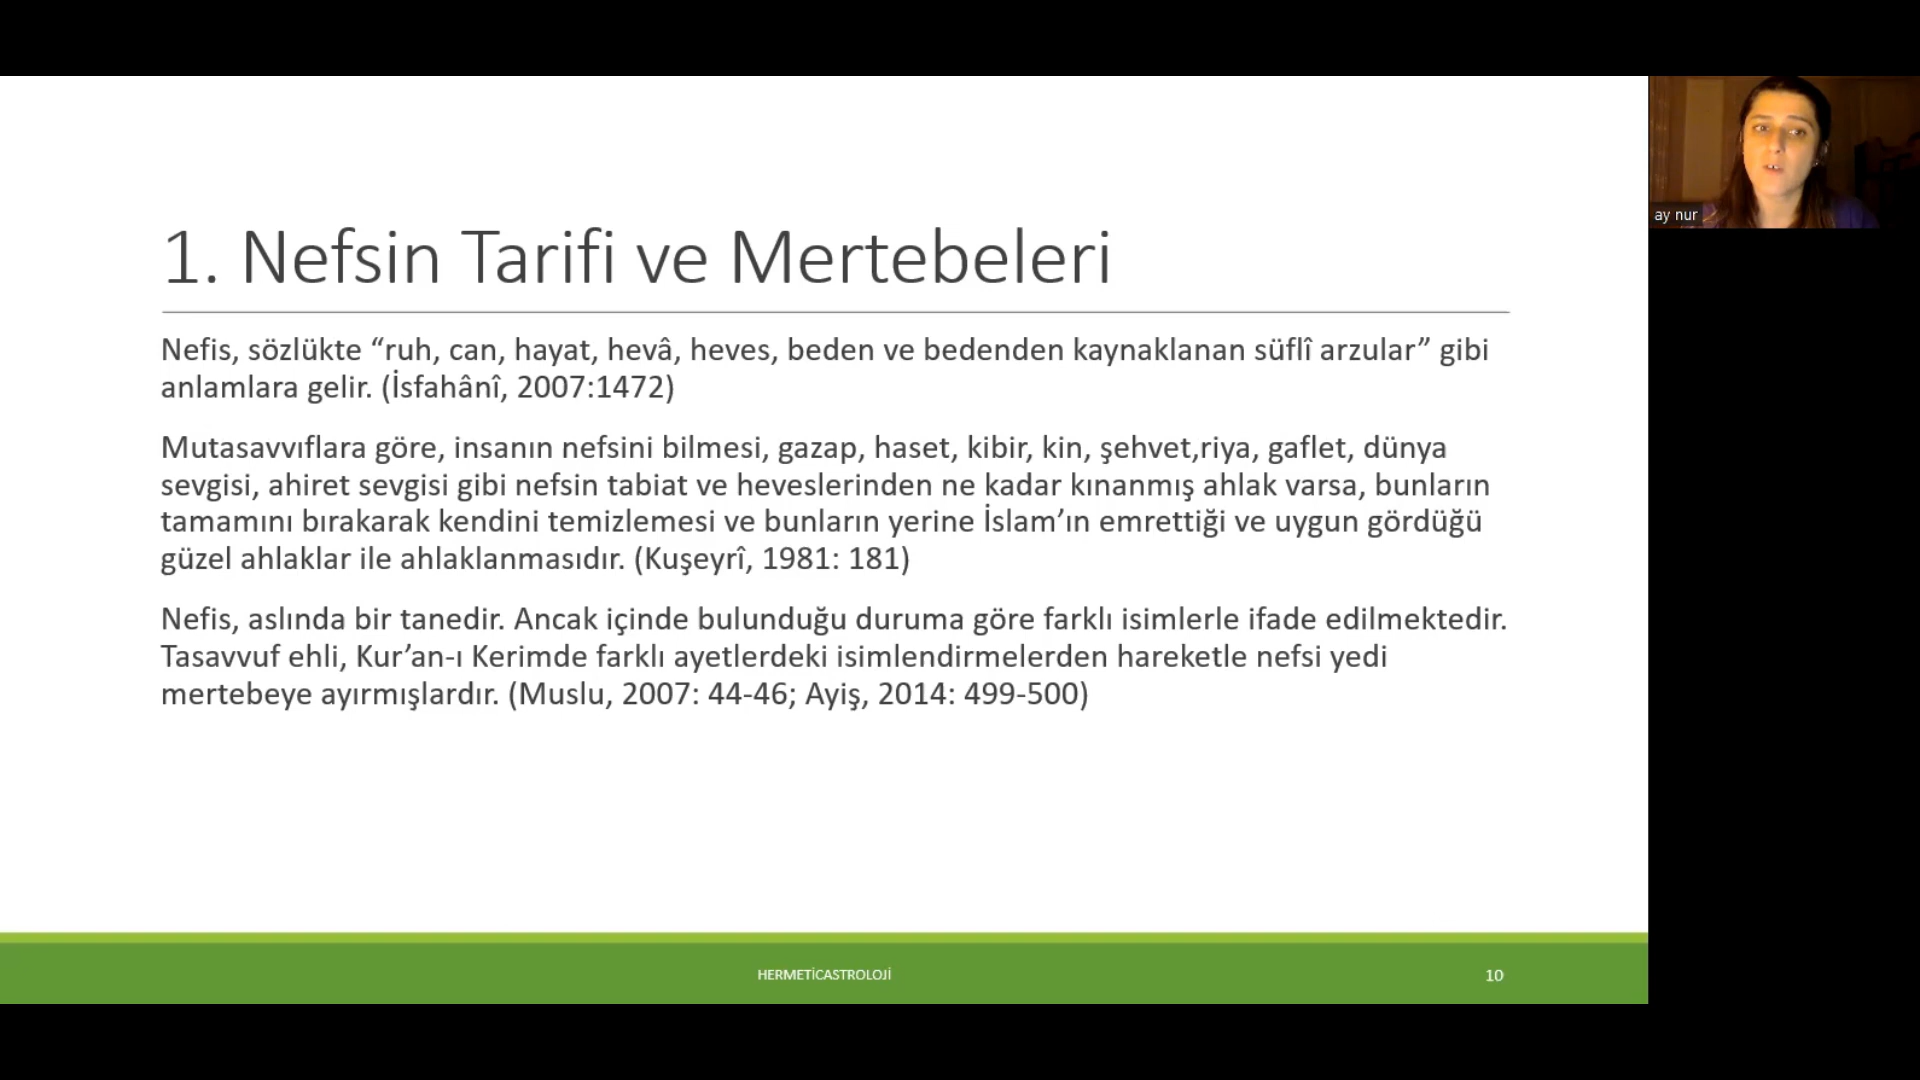 1. Nefsin Tarifi ve Mertebeleri
Nefis, sözlükte “ruh, can, hayat, hevâ, heves, beden ve bedenden kaynaklanan süflî arzular” gibi
anlamlara gelir. (İsfahânî, 2007:1472)
Mutasavvıflara göre, insanın nefsini bilmesi, gazap, haset, kibir, kin, şehvet,riya, gaflet, dünya
sevgisi, ahiret sevgisi gibi nefsin tabiat ve heveslerinden ne kadar kınanmış ahlak varsa, bunların
tamamını bırakarak kendini temizlemesi ve bunların yerine İslam’ın emrettiği ve uygun gördüğü
güzel ahlaklar ile ahlaklanmasıdır. (Kuşeyrî, 1981: 181)
Nefis, aslında bir tanedir. Ancak içinde bulunduğu duruma göre farklı isimlerle ifade edilmektedir.
Tasavvuf ehli, Kur’an-ı Kerimde farklı ayetlerdeki isimlendirmelerden hareketle nefsi yedi
mertebeye ayırmışlardır. (Muslu, 2007: 44-46; Ayiş, 2014: 499-500)
HERMETİCASTROLOJİ
10
ay nur